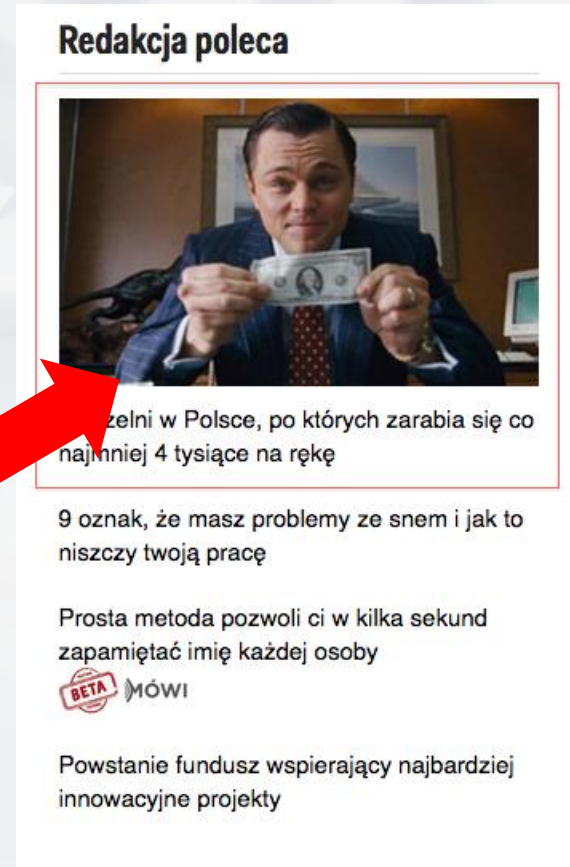 Redakcja poleca
w Polsce, po których zarabia się co
najmniej 4 tysiące na rękę
9 oznak, że masz problemy ze snem i jak to
niszczy twoją pracę
Prosta metoda pozwoli ci w kilka sekund
zapamiętać imię każdej osoby
BETA MÓWI
Powstanie fundusz wspierający najbardziej
innowacyjne projekty